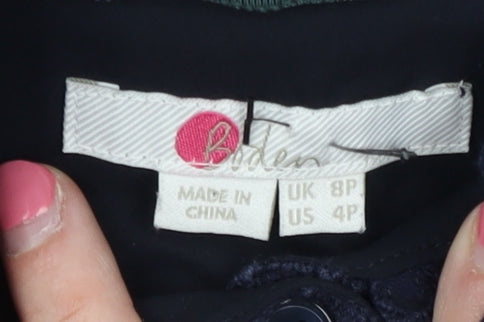 Boden
MADE IN
CHINA
UK 8P
US 4P